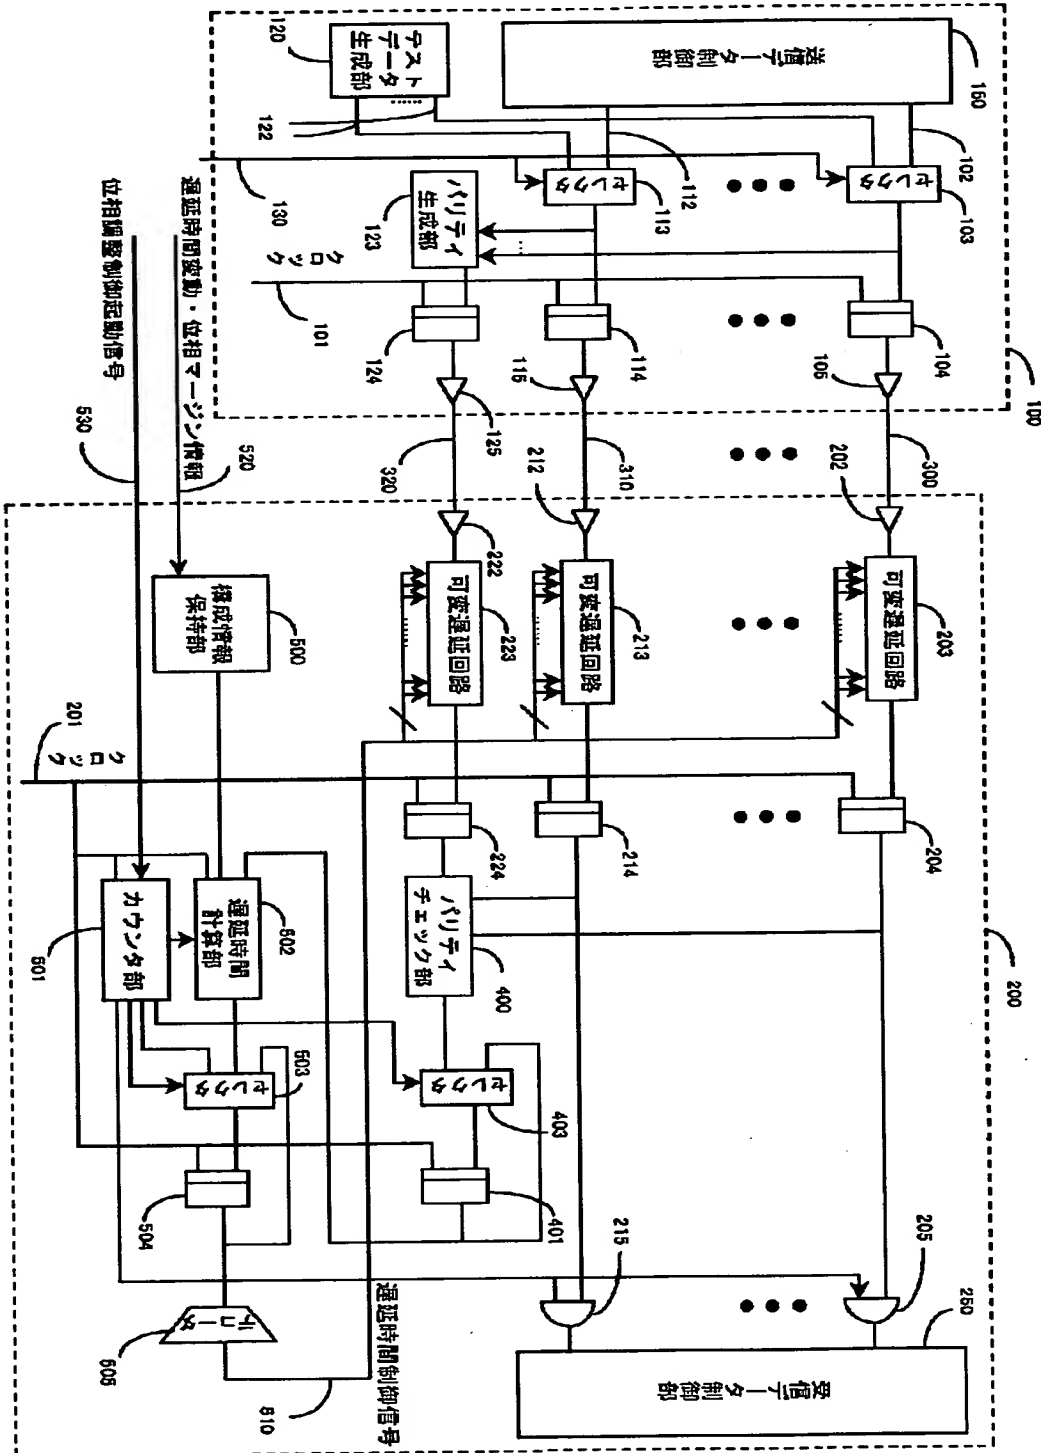 100
150
送信データ制御部
120
テスト
データ
生成部
122
102
112
セレクタ
103
セレクタ
113
130
パリティ
生成部
123
クロック
101
104
114
124
105
115
125
300
310
320
位相調整制御起動信号
遅延時間変動・位相マージン情報
530
520
200
202
212
222
可変遅延回路
203
可変遅延回路
213
可変遅延回路
223
構成情報
保持部
500
201
クロック
204
214
224
パリティ
チェック部
400
遅延時間
計算部
502
カウンタ部
501
セレクタ
403
セレクタ
503
401
504
205
215
250
受信データ制御部
デコーダ
505
遅延時間制御信号
510